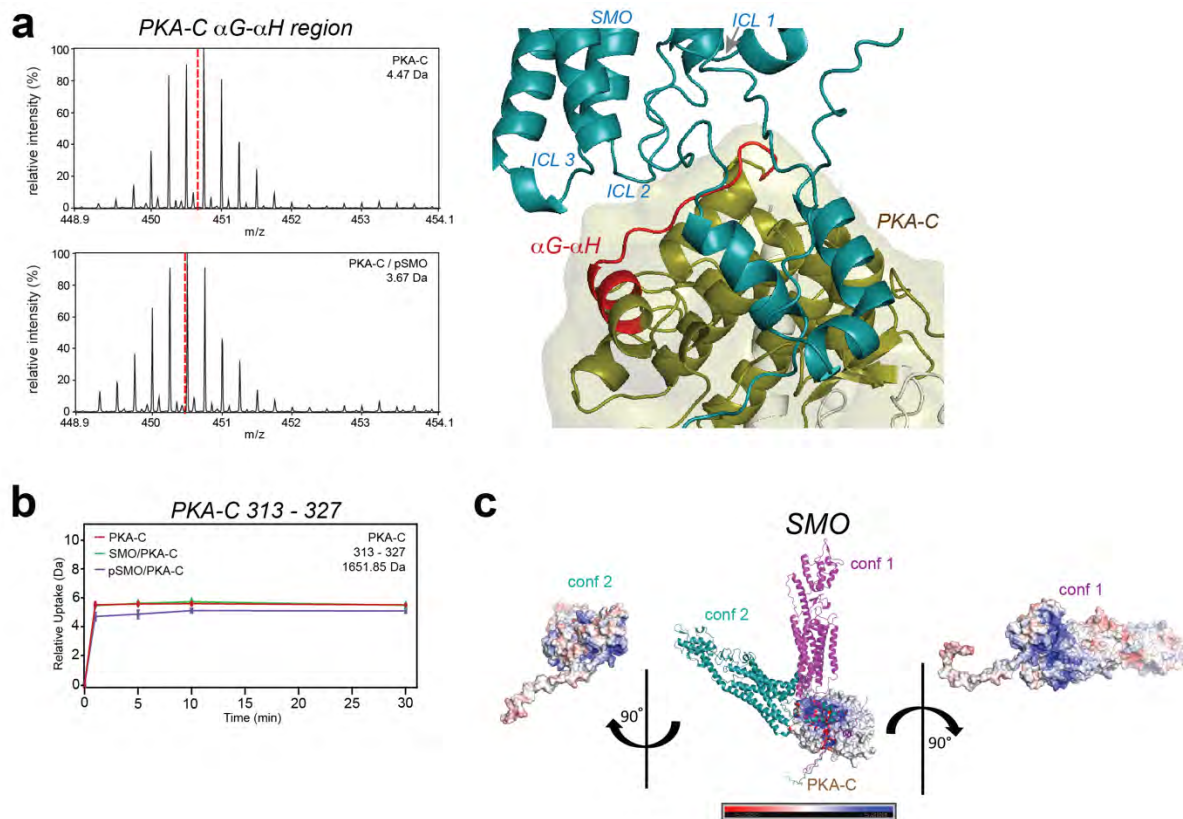 a
PKA-C αG-αH region
relative intensity (%)
100
80
60
40
20
0
PKA-C
4.47 Da
448.9
450
451
452
453
454.1
m/z
relative intensity (%)
100
80
60
40
20
0
PKA-C / pSMO
3.67 Da
448.9
450
451
452
453
454.1
m/z
SMO
ICL 1
ICL 3
ICL 2
αG-αH
PKA-C
b
PKA-C 313 - 327
Relative Uptake (Da)
10
8
6
4
2
0
PKA-C
SMO/PKA-C
pSMO/PKA-C
PKA-C
313 - 327
1651.85 Da
0
5
10
15
20
25
30
Time (min)
c
SMO
conf 2
90°
conf 2
conf 1
PKA-C
conf 1
90°